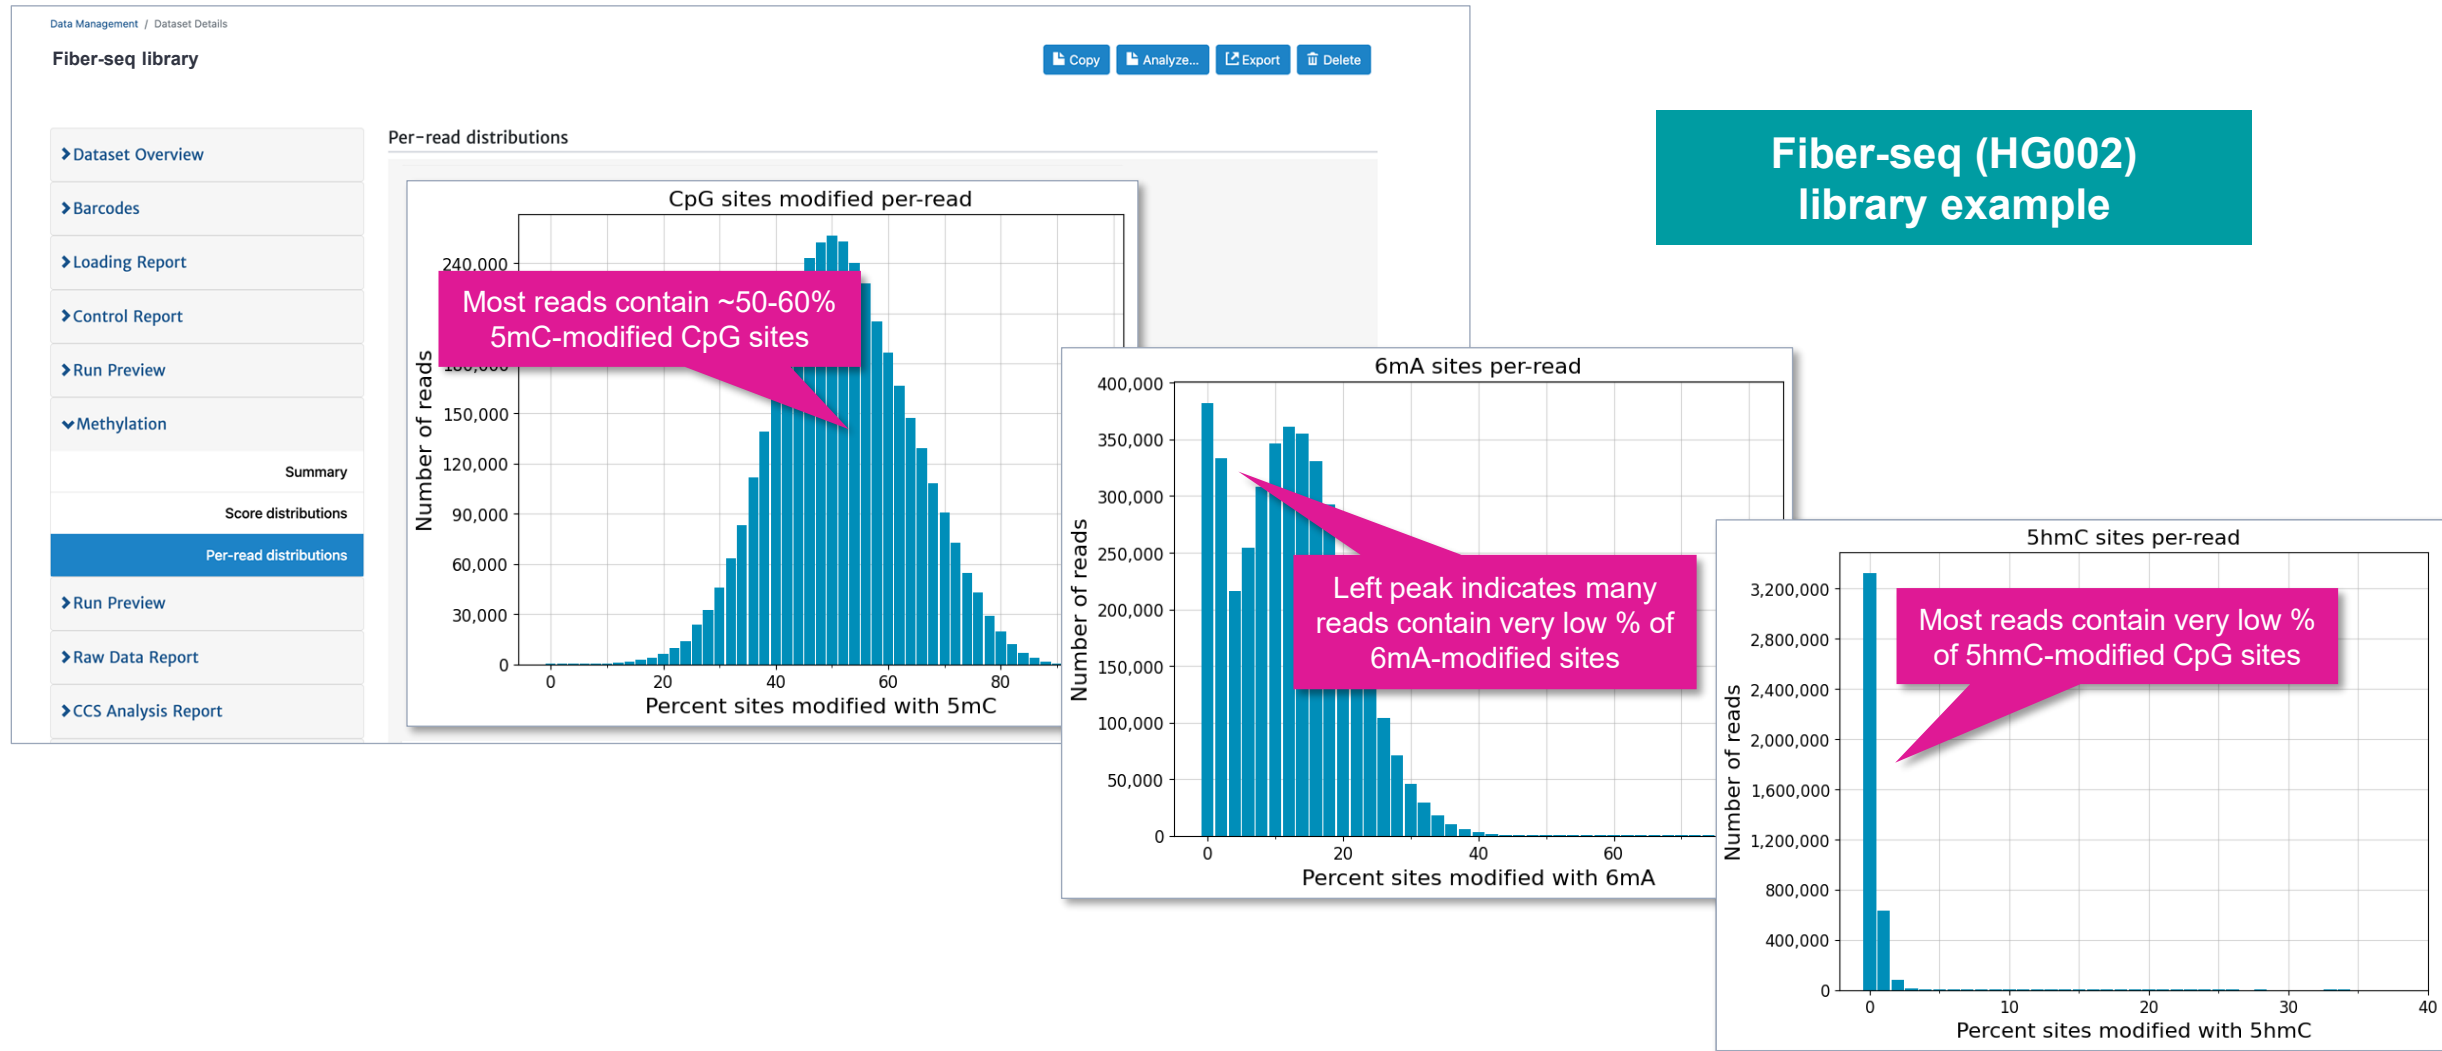 Data Management / Dataset Details
Fiber-seq library
Copy
Analyze...
Export
Delete
Dataset Overview
Barcodes
Loading Report
Control Report
Run Preview
Methylation
Summary
Score distributions
Per-read distributions
Run Preview
Raw Data Report
CCS Analysis Report
Per-read distributions
CpG sites modified per-read
240,000
150,000
120,000
90,000
60,000
30,000
0
Number of reads
0 20 40 60 80
Percent sites modified with 5mC
Most reads contain ~50-60%
5mC-modified CpG sites
Fiber-seq (HG002)
library example
6mA sites per-read
400,000
350,000
300,000
250,000
200,000
150,000
100,000
50,000
0
Number of reads
0 20 40 60
Percent sites modified with 6mA
Left peak indicates many
reads contain very low % of
6mA-modified sites
5hmC sites per-read
3,200,000
2,800,000
2,400,000
2,000,000
1,600,000
1,200,000
800,000
400,000
0
Number of reads
0 10 20 30 40
Percent sites modified with 5hmC
Most reads contain very low %
of 5hmC-modified CpG sites